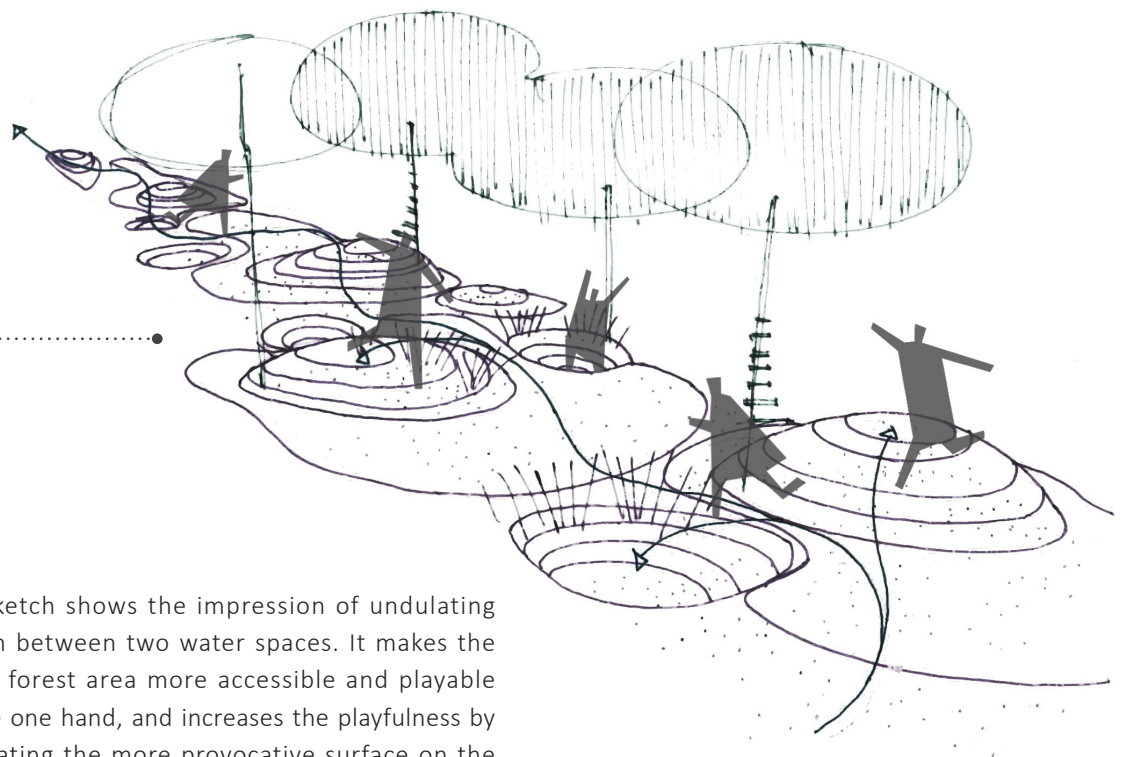 ketch shows the impression of undulating
between two water spaces. It makes the
forest area more accessible and playable
one hand, and increases the playfulness by
ating the more provocative surface on the